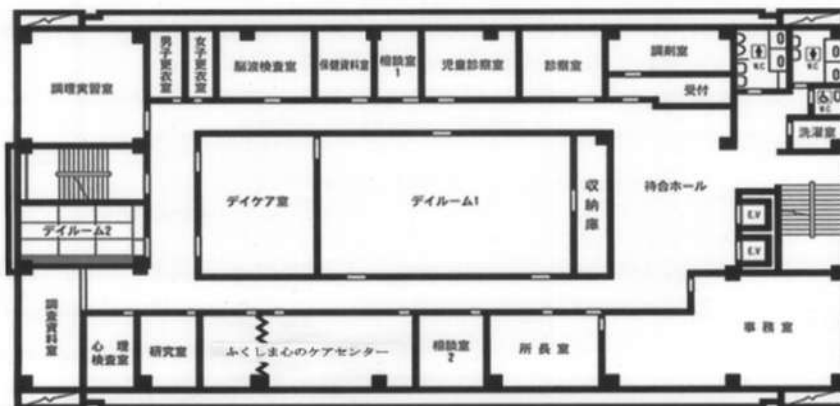 調理実習室
男子更衣室
女子更衣室
脳波検査室
保健資料室
相談室
1
児童診察室
診察室
調剤室
受付
W.C
W.C
W.C
洗濯室
デイケア室
デイルーム1
収納庫
待合ホール
E.V
E.V
デイルーム2
調査資料室
心理
検査室
研究室
ふくしま心のケアセンター
相談室
2
所長室
事務室